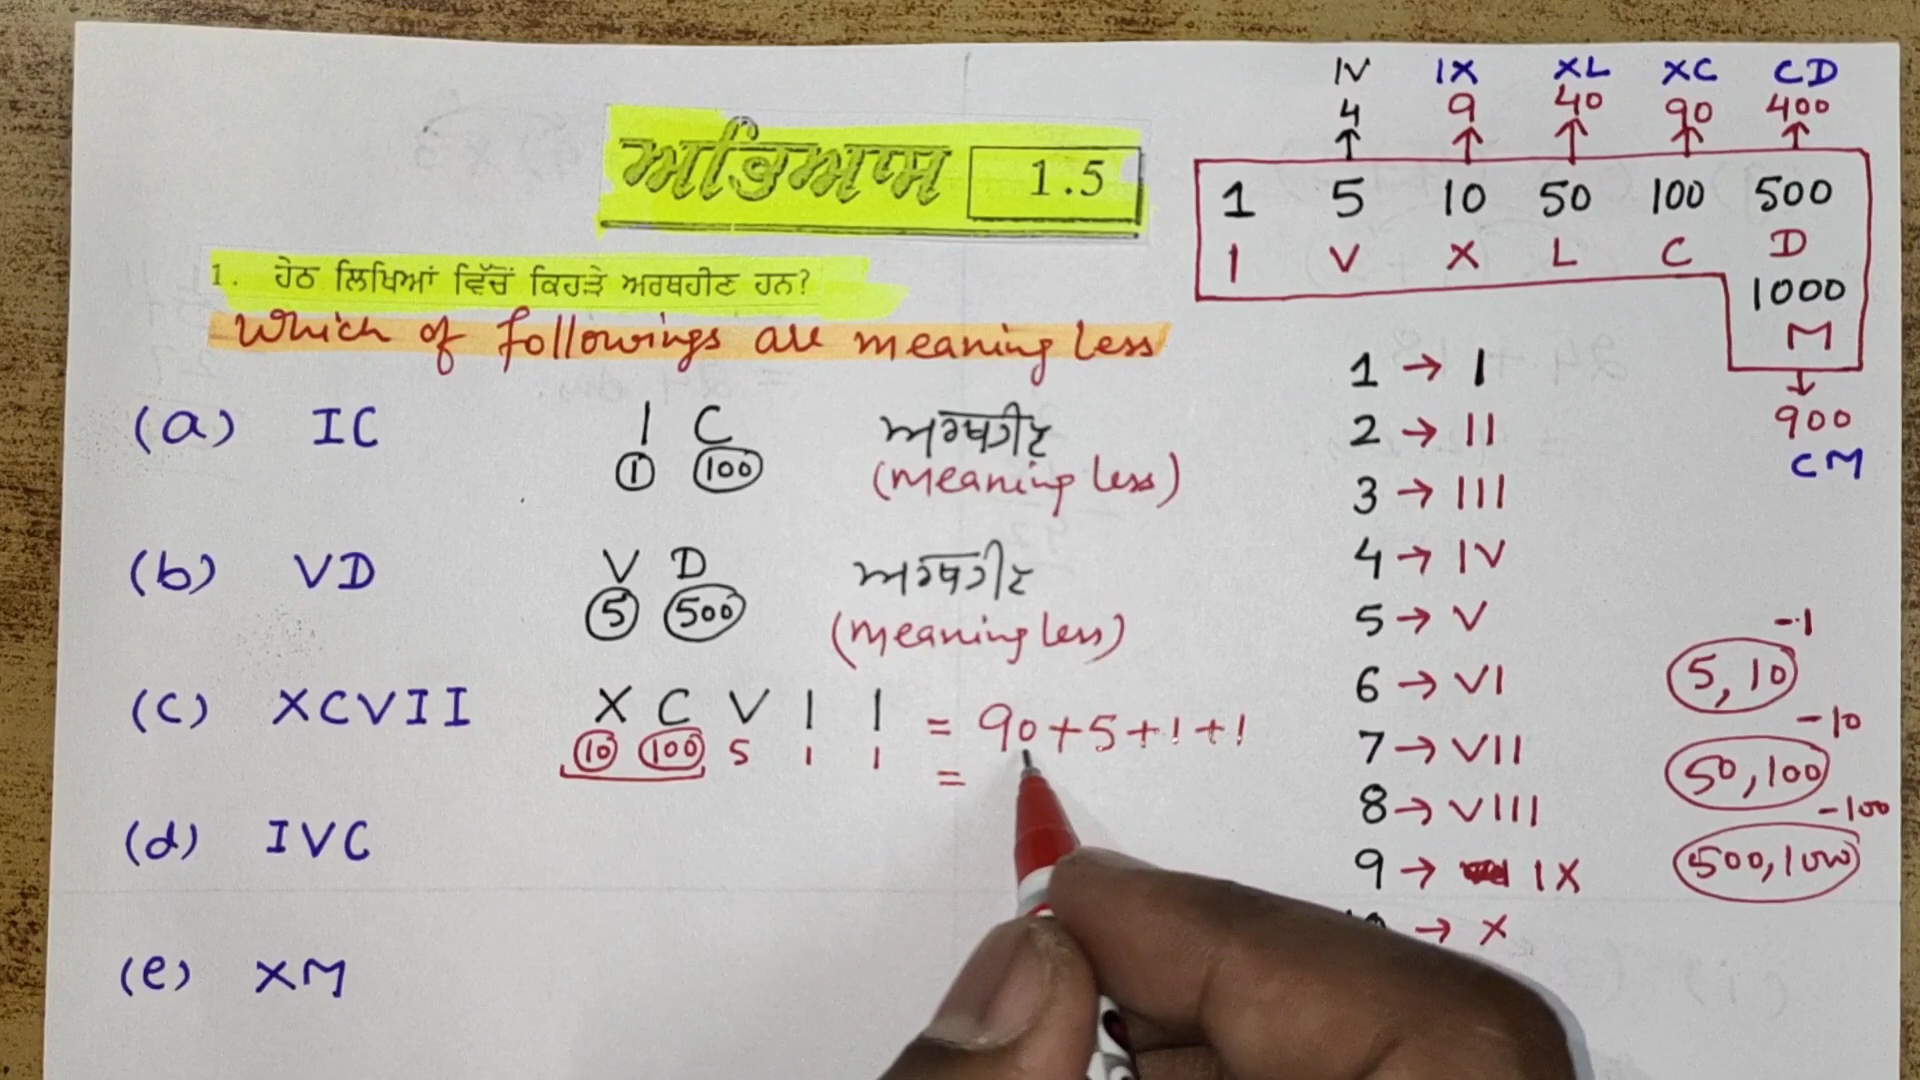 ਅਭਿਆਸ 1.5
1. ਹੇਠ ਲਿਖਿਆਂ ਵਿੱਚੋਂ ਕਿਹੜੇ ਅਰਥਹੀਣ ਹਨ?
Which of followings are meaning less
(a) IC I C ਅਰਥਹੀਣ
1 100 (meaning less)
(b) VD V D ਅਰਥਹੀਣ
5 500 (meaning less)
(c) XCVII X C V I I = 90+5+1+1
10 100 5 1 1 =
(d) IVC
(e) XM
IV IX XL XC CD
4 9 40 90 400
1 5 10 50 100 500
I V X L C D
1000
M
900
CM
1 → I
2 → II
3 → III
4 → IV
5 → V
6 → VI
7 → VII
8 → VIII
9 → IX
→ X
-1
5, 10
-10
50, 100
-100